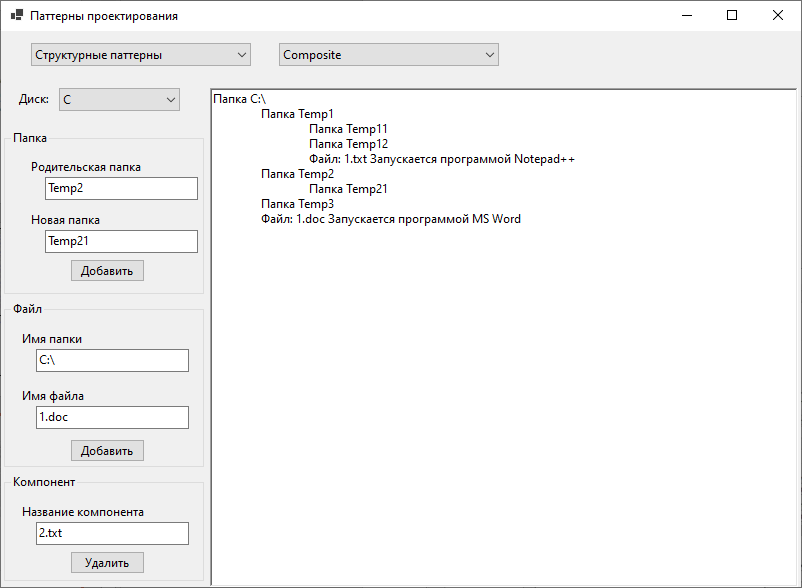 Паттерны проектирования
Структурные паттерны
Composite
Диск:
C
Папка
Родительская папка
Temp2
Новая папка
Temp21
Добавить
Файл
Имя папки
C:\
Имя файла
1.doc
Добавить
Компонент
Название компонента
2.txt
Удалить
Папка C:\
Папка Temp1
Папка Temp11
Папка Temp12
Файл: 1.txt Запускается программой Notepad++
Папка Temp2
Папка Temp21
Папка Temp3
Файл: 1.doc Запускается программой MS Word